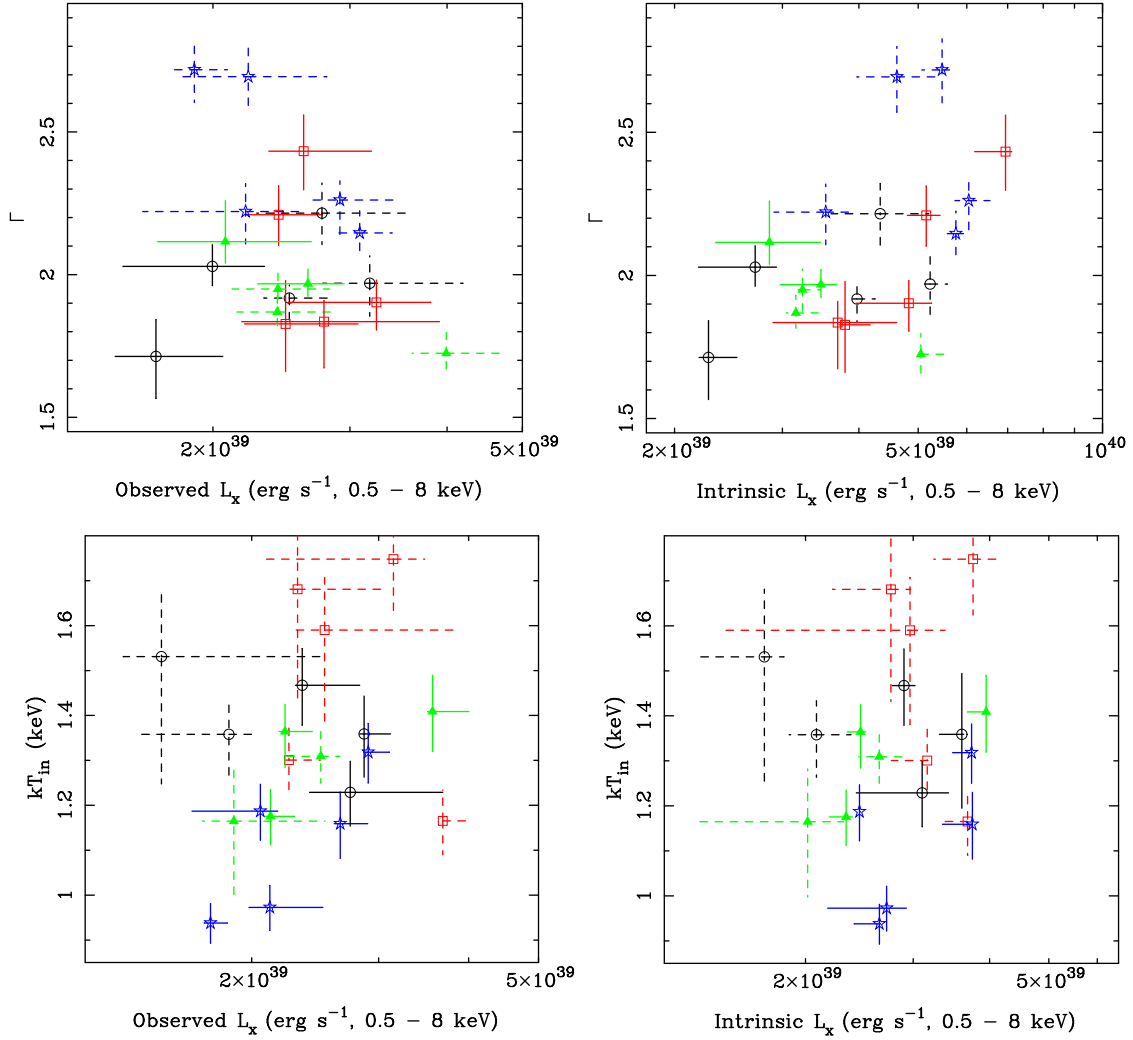 2.5
2
1.5
Γ
2×10³⁹
5×10³⁹
Observed Lₓ (erg s⁻¹, 0.5 – 8 keV)
2.5
2
1.5
Γ
2×10³⁹
5×10³⁹
10⁴⁰
Intrinsic Lₓ (erg s⁻¹, 0.5 – 8 keV)
1.6
1.4
1.2
1
kTᵢₙ (keV)
2×10³⁹
5×10³⁹
Observed Lₓ (erg s⁻¹, 0.5 – 8 keV)
1.6
1.4
1.2
1
kTᵢₙ (keV)
2×10³⁹
5×10³⁹
Intrinsic Lₓ (erg s⁻¹, 0.5 – 8 keV)